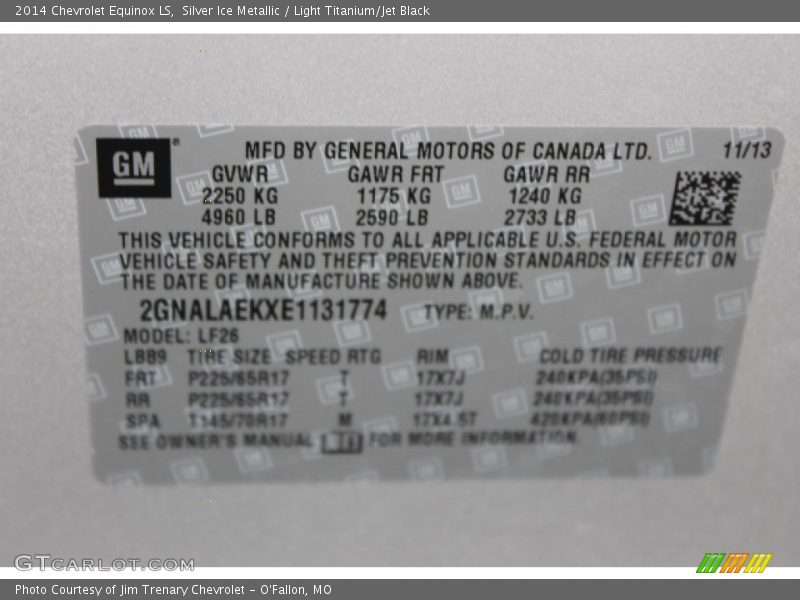 2014 Chevrolet Equinox LS,  Silver Ice Metallic / Light Titanium/Jet Black
GM® MFD BY GENERAL MOTORS OF CANADA LTD. 11/13
GVWR GAWR FRT GAWR RR
2250 KG 1175 KG 1240 KG
4960 LB 2590 LB 2733 LB
THIS VEHICLE CONFORMS TO ALL APPLICABLE U.S. FEDERAL MOTOR
VEHICLE SAFETY AND THEFT PREVENTION STANDARDS IN EFFECT ON
THE DATE OF MANUFACTURE SHOWN ABOVE.
2GNALAEKXE1131774 TYPE: M.P.V.
MODEL: LF26
LBB9 TIRE SIZE SPEED RTG RIM COLD TIRE PRESSURE
FRT P225/65R17 T 17X7J 240KPA(35PSI)
RR P225/65R17 T 17X7J 240KPA(35PSI)
SPA T145/70R17 M 17X4.5T 420KPA(60PSI)
SEE OWNER'S MANUAL FOR MORE INFORMATION.
GTCARLOT.COM
Photo Courtesy of Jim Trenary Chevrolet - O'Fallon, MO